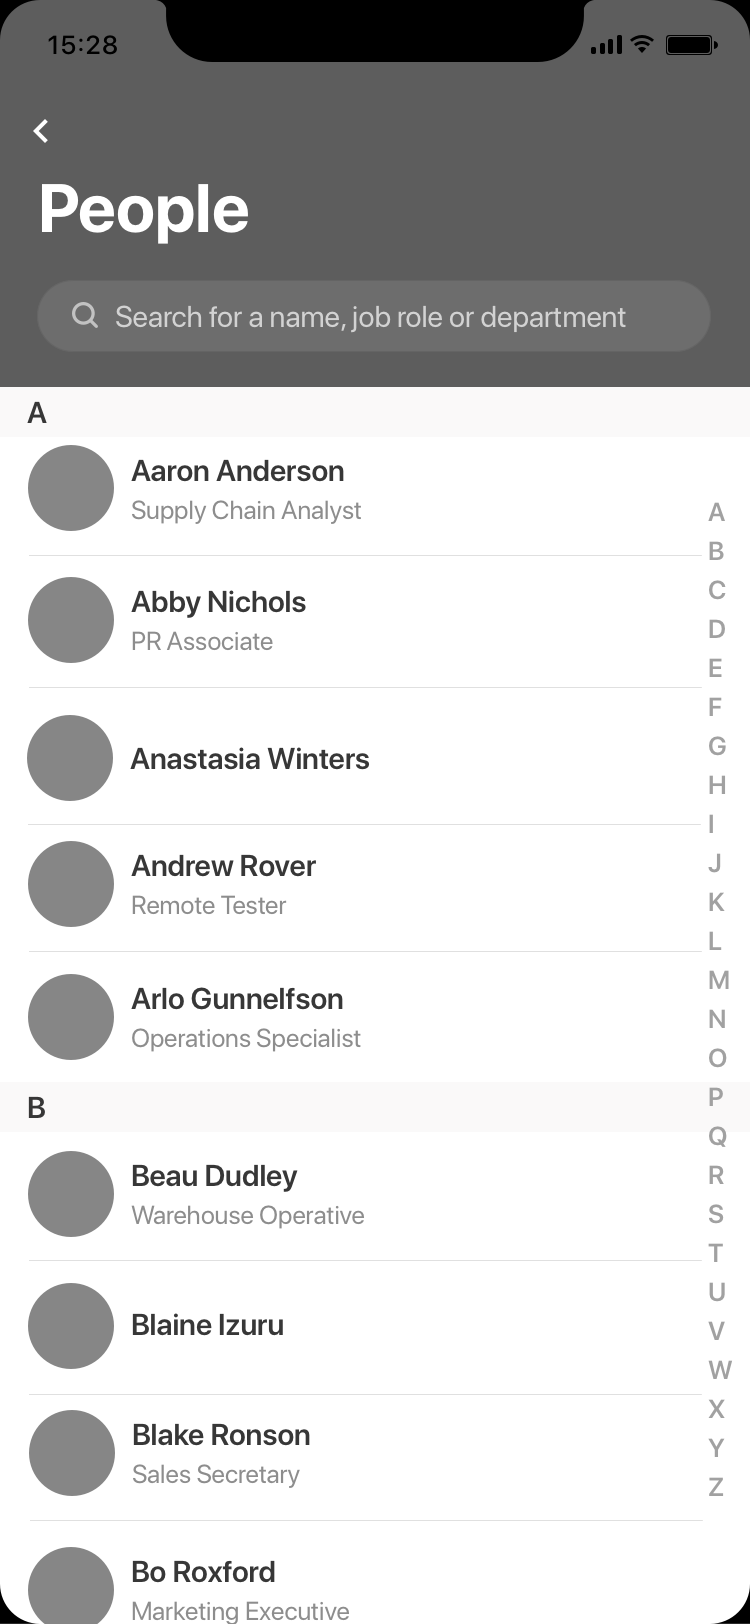 15:28
People
Search for a name, job role or department
A
Aaron Anderson
Supply Chain Analyst
Abby Nichols
PR Associate
Anastasia Winters
Andrew Rover
Remote Tester
Arlo Gunnelfson
Operations Specialist
B
Beau Dudley
Warehouse Operative
Blaine Izuru
Blake Ronson
Sales Secretary
Bo Roxford
Marketing Executive
A
B
C
D
E
F
G
H
I
J
K
L
M
N
O
P
Q
R
S
T
U
V
W
X
Y
Z